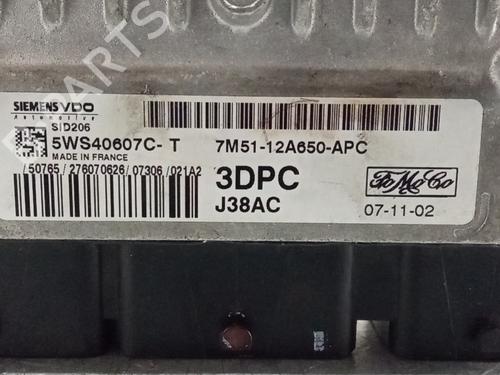 SIEMENS VDO
Automotive
SID206
5WS40607C- T
MADE IN FRANCE
7M51-12A650-APC
/50765 / 276070626/ 07306 /021A2
3DPC
J38AC
FoMoCo
07-11-02
PARTS